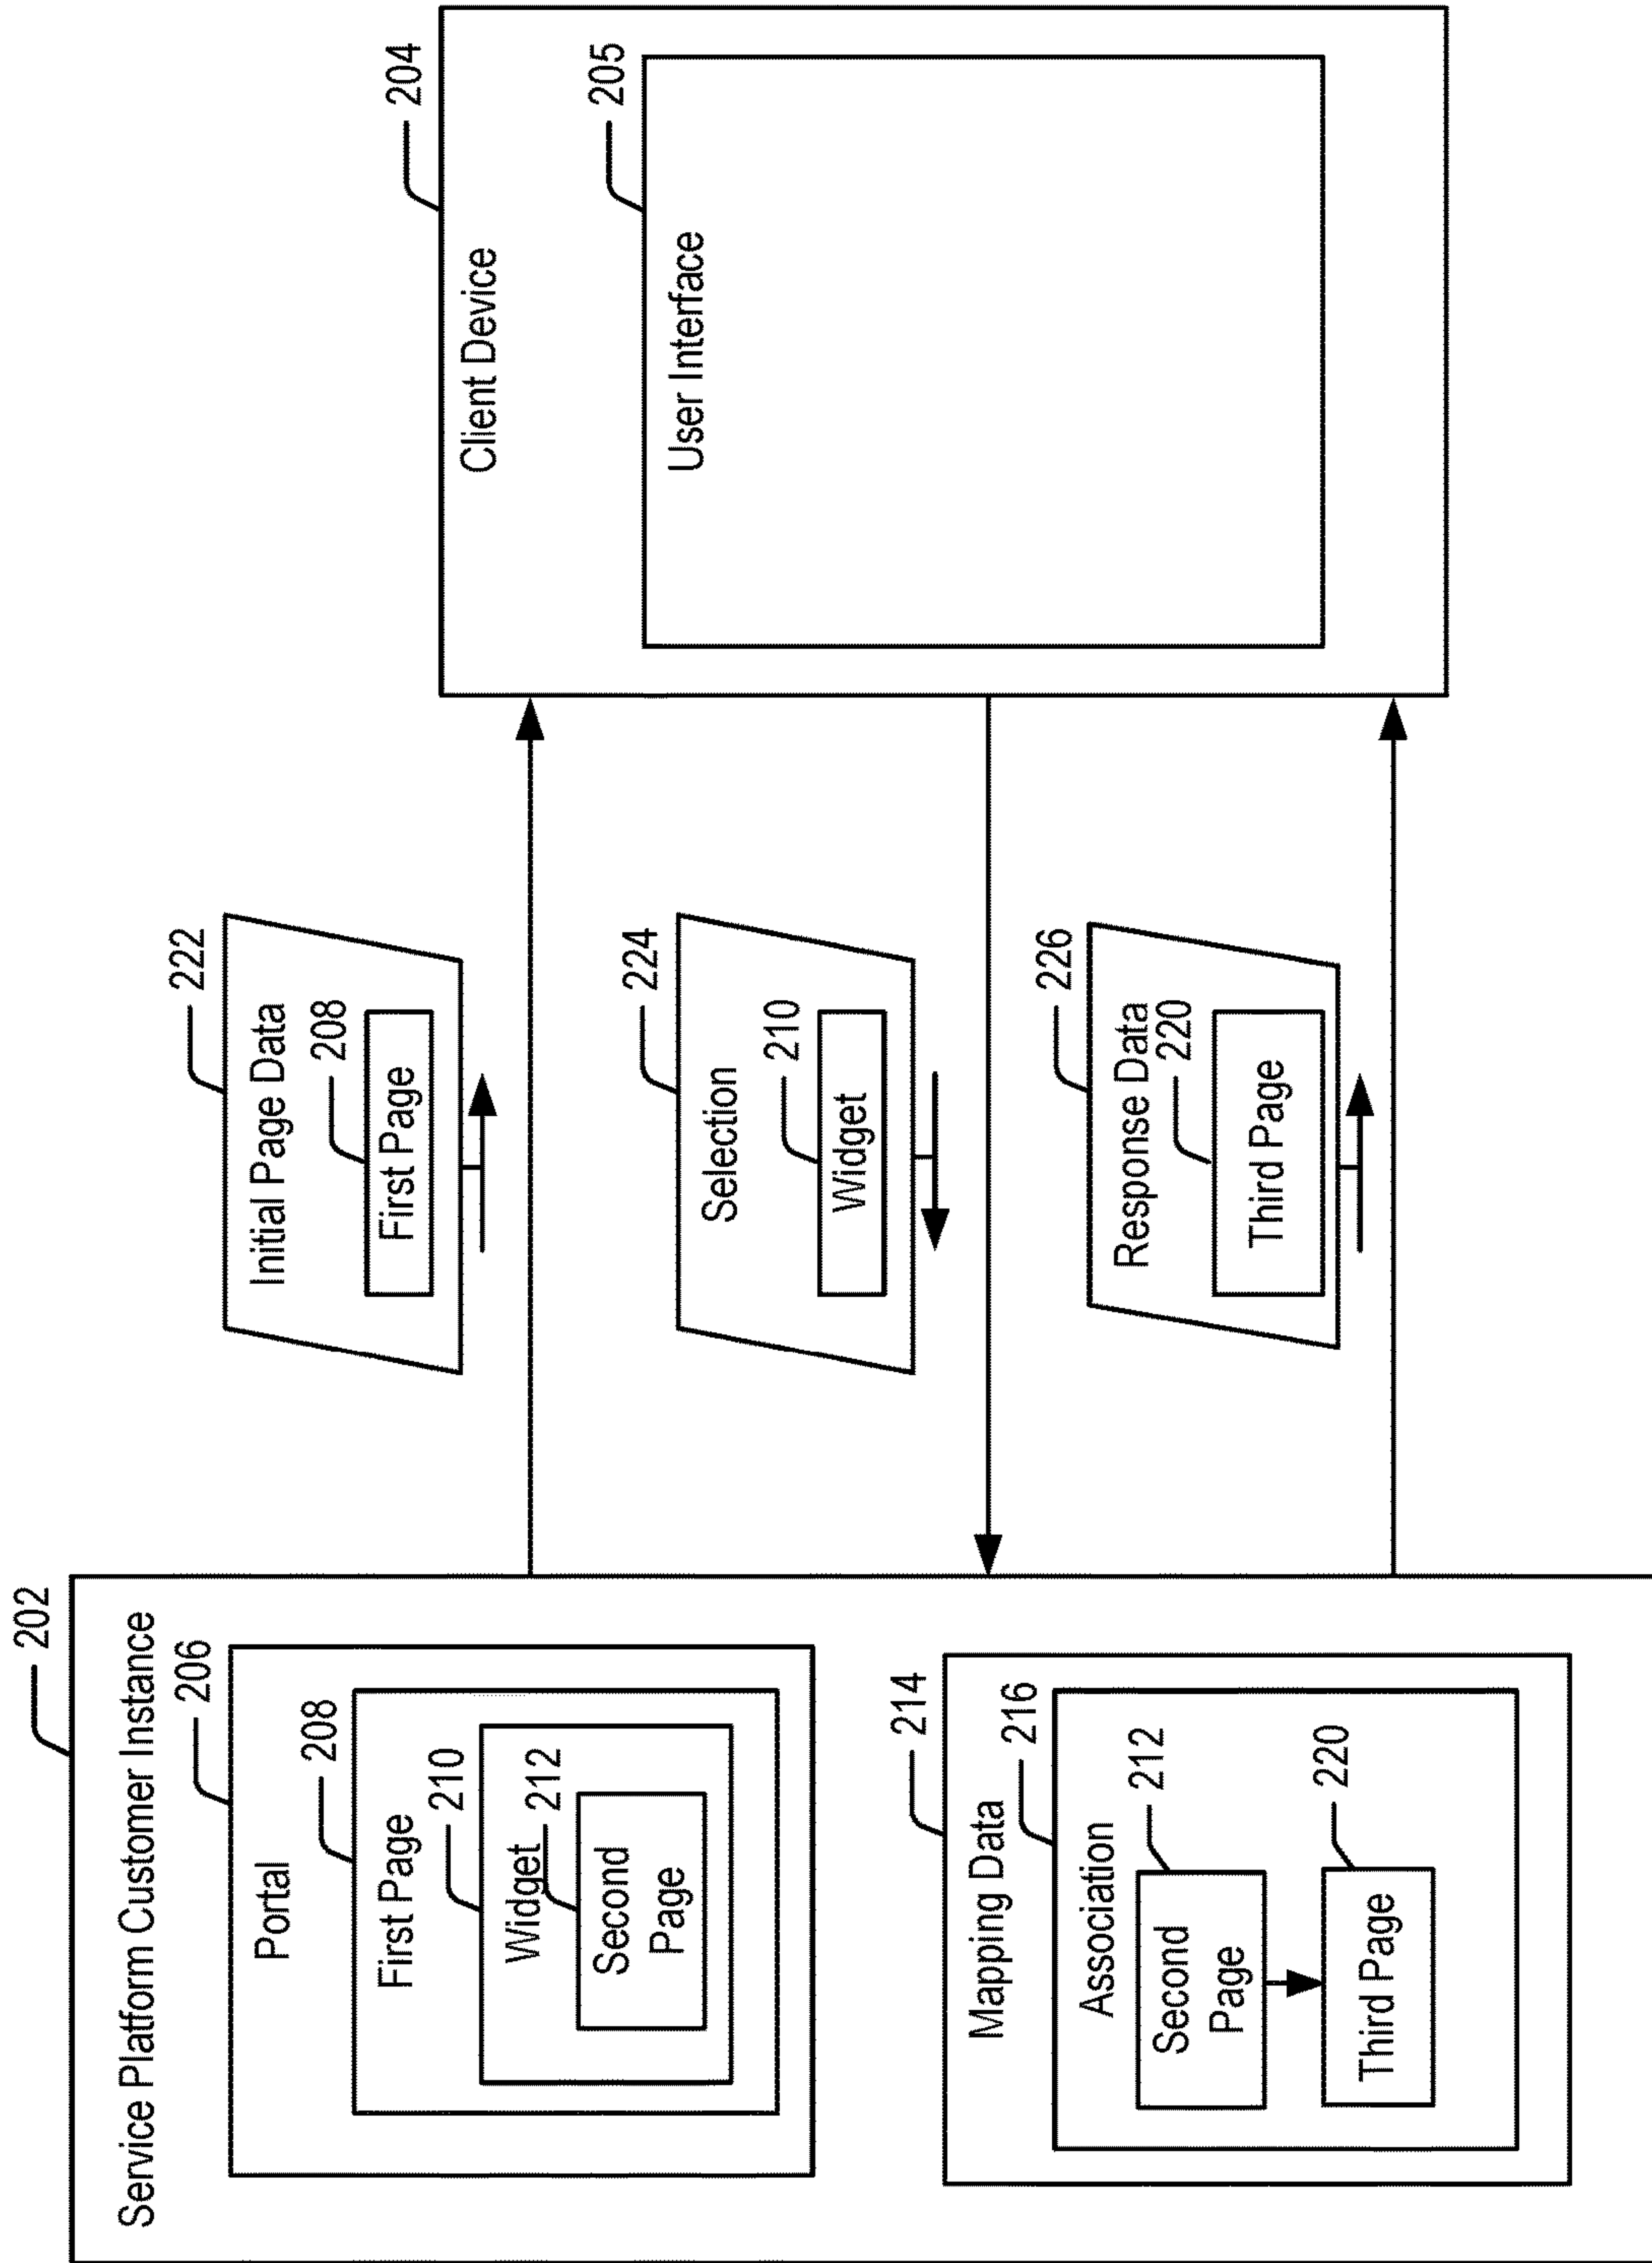 202
Service Platform Customer Instance
206
Portal
208
First Page
210
Widget
212
Second
Page
214
Mapping Data
216
Association
212
Second
Page
220
Third Page
222
Initial Page Data
208
First Page
224
Selection
210
Widget
226
Response Data
220
Third Page
204
Client Device
205
User Interface